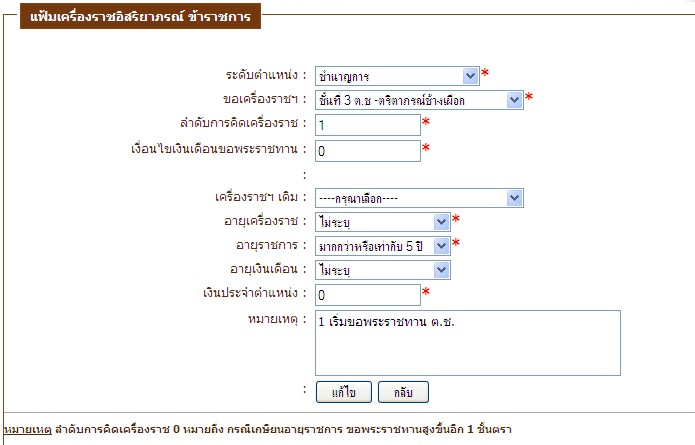 แฟ้มเครื่องราชอิสริยาภรณ์ ข้าราชการ
ระดับตำแหน่ง : ชำนาญการ *
ขอเครื่องราชฯ : ชั้นที่ 3 ต.ช -ตริตาภรณ์ช้างเผือก *
ลำดับการคิดเครื่องราช : 1 *
เงื่อนไขเงินเดือนขอพระราชทาน : 0 *
:
เครื่องราชฯ เดิม : ----กรุณาเลือก----
อายุเครื่องราช : ไม่ระบุ *
อายุราชการ : มากกว่าหรือเท่ากับ 5 ปี *
อายุเงินเดือน : ไม่ระบุ
เงินประจำตำแหน่ง : 0 *
หมายเหตุ : 1 เริ่มขอพระราชทาน ต.ช.
: แก้ไข กลับ
หมายเหตุ ลำดับการคิดเครื่องราช 0 หมายถึง กรณีเกษียนอายุราชการ ขอพระราชทานสูงขึ้นอีก 1 ชั้นตรา